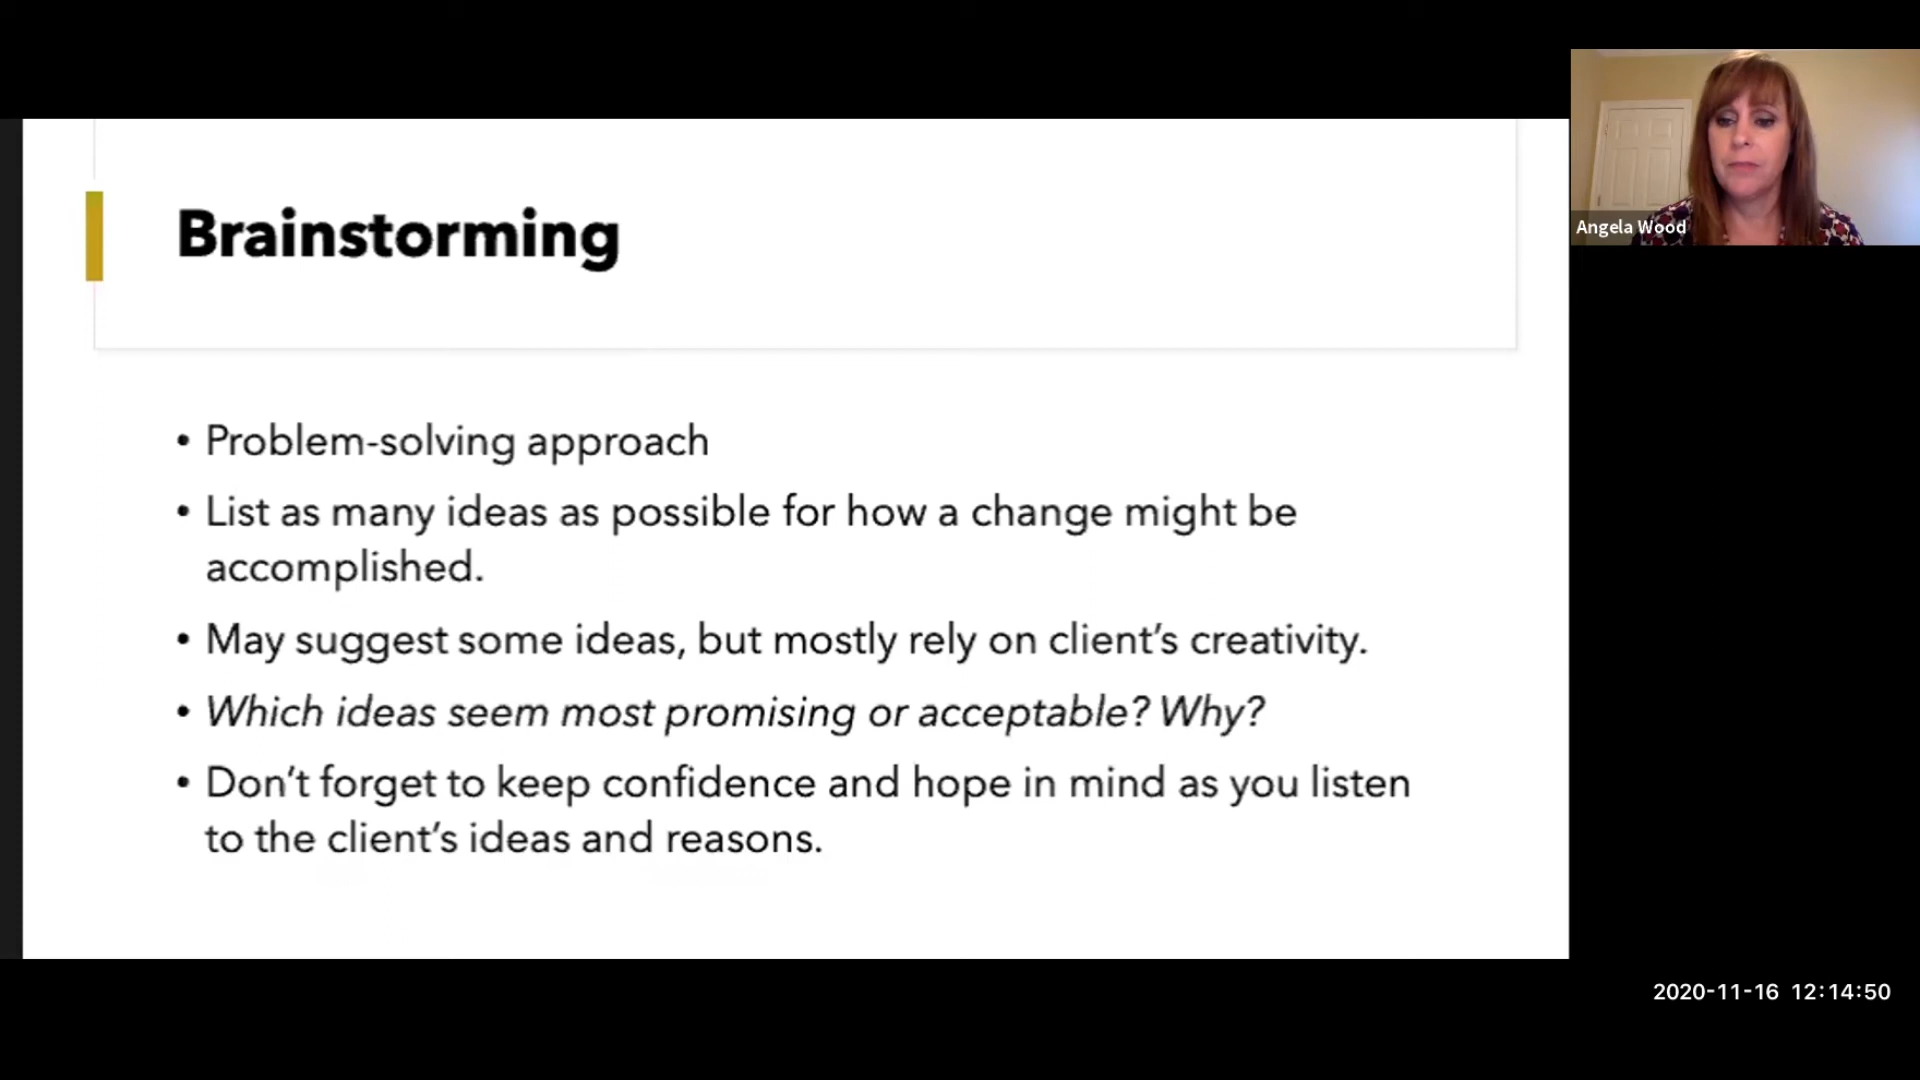 Brainstorming
• Problem-solving approach
• List as many ideas as possible for how a change might be
accomplished.
• May suggest some ideas, but mostly rely on client’s creativity.
• Which ideas seem most promising or acceptable? Why?
• Don’t forget to keep confidence and hope in mind as you listen
to the client’s ideas and reasons.
Angela Wood
2020-11-16 12:14:50